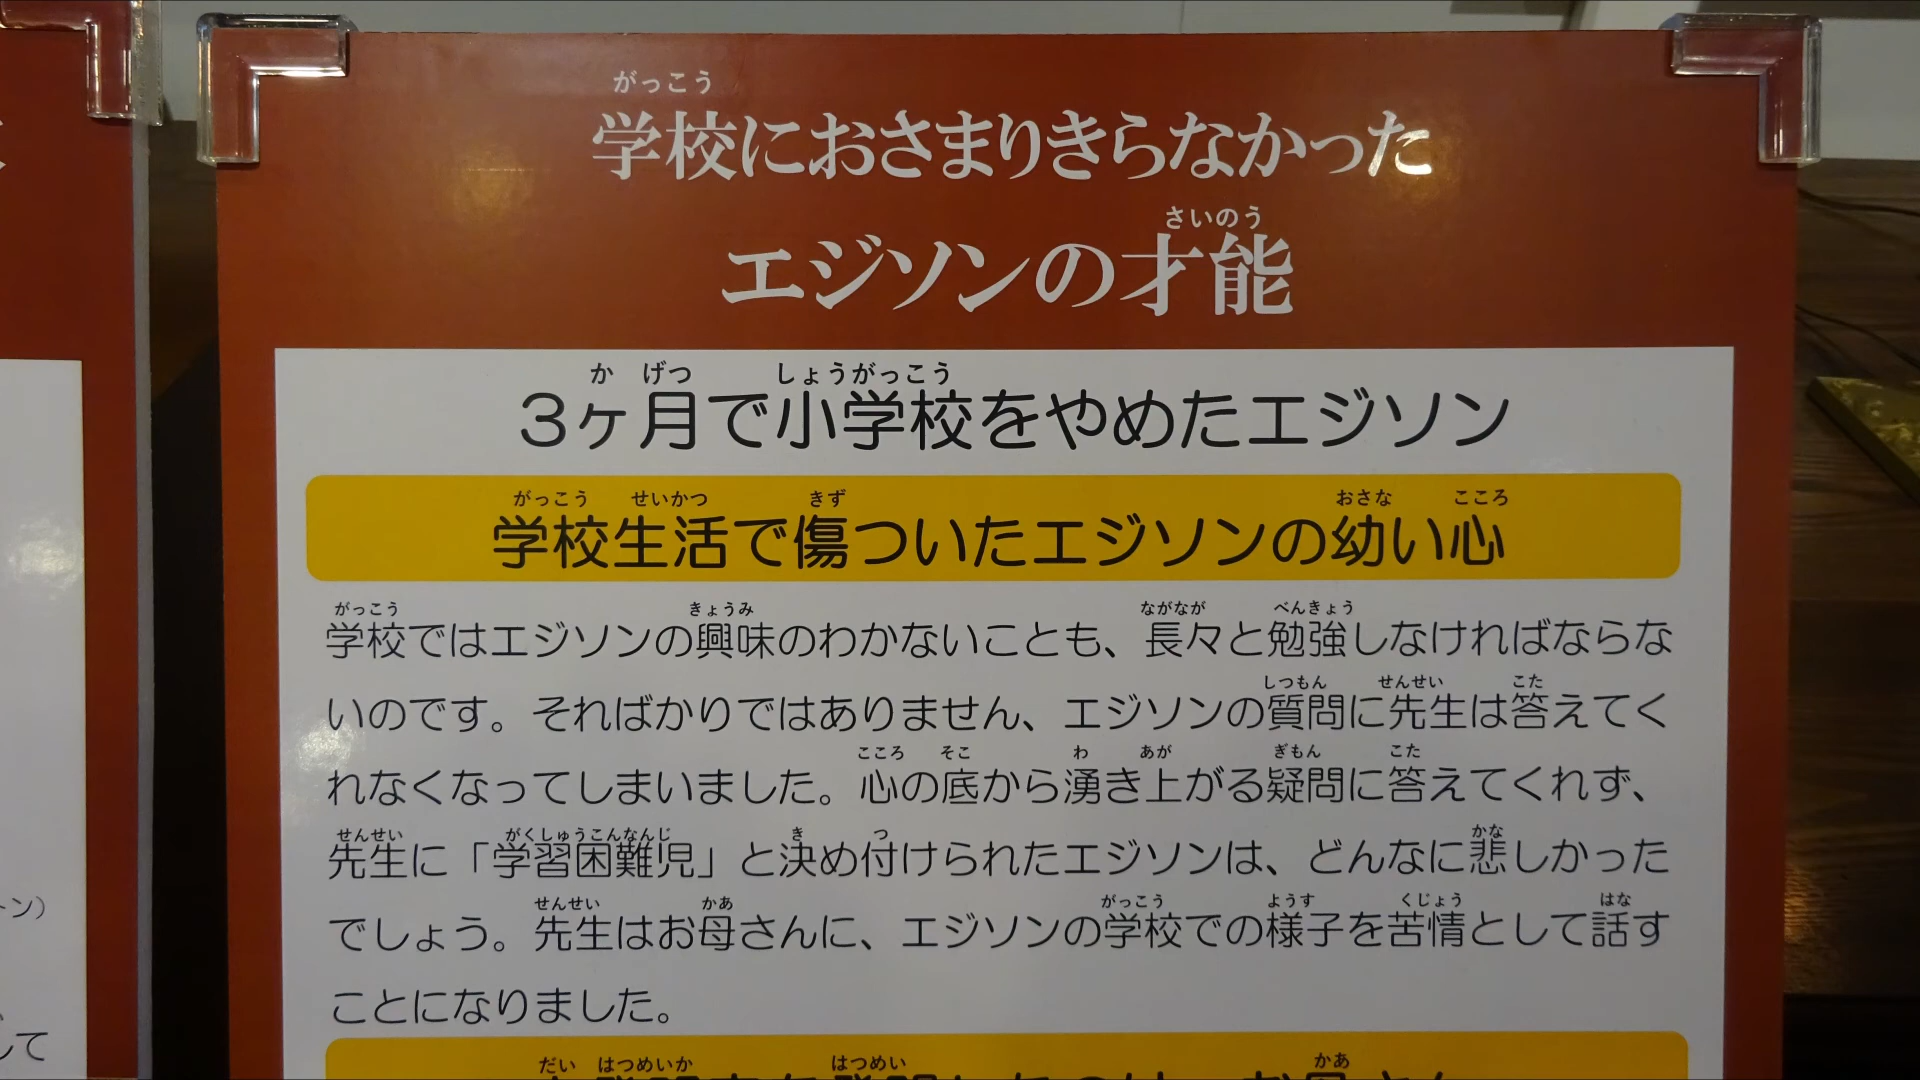 がっこう
学校におさまりきらなかった
さいのう
エジソンの才能
か げつ しょうがっこう
3ヶ月で小学校をやめたエジソン
がっこう せいかつ きず おさな こころ
学校生活で傷ついたエジソンの幼い心
がっこう きょうみ ながなが べんきょう
学校ではエジソンの興味のわかないことも、長々と勉強しなければならな
しつもん せんせい こた
いのです。そればかりではありません、エジソンの質問に先生は答えてく
こころ そこ わ あが ぎもん こた
れなくなってしまいました。心の底から湧き上がる疑問に答えてくれず、
せんせい がくしゅうこんなんじ き つ かな
先生に「学習困難児」と決め付けられたエジソンは、どんなに悲しかった
せんせい かあ がっこう ようす くじょう はな
でしょう。先生はお母さんに、エジソンの学校での様子を苦情として話す
ことになりました。
だい はつめいか はつめい かあ